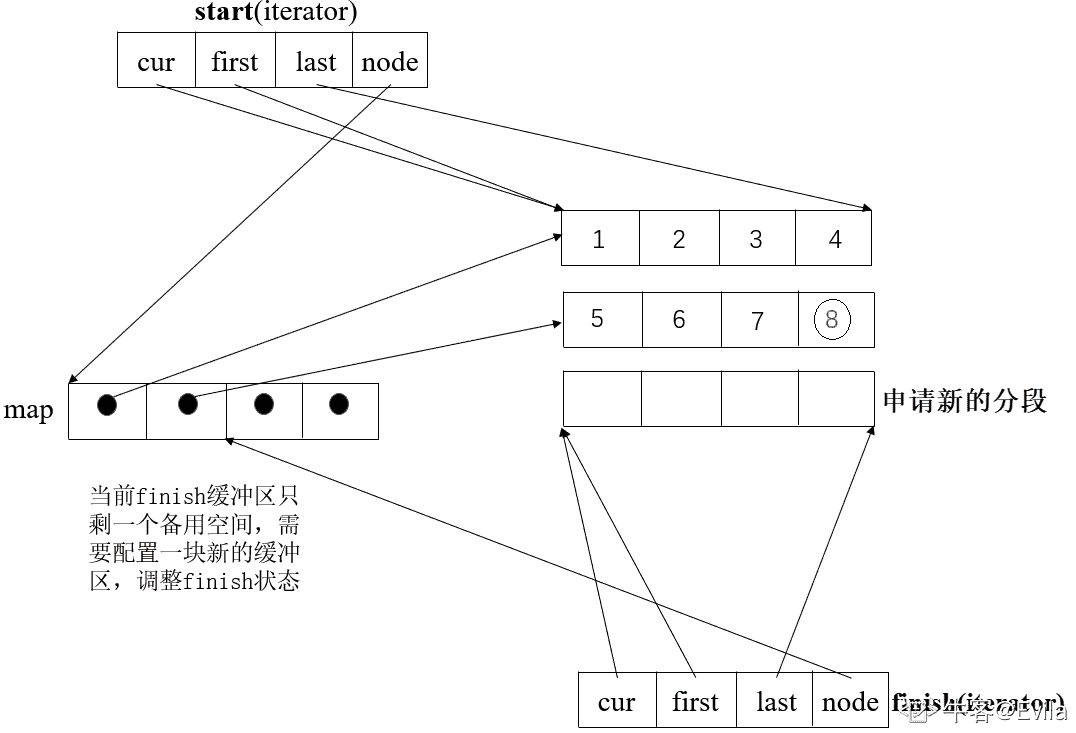 start(iterator)
cur first last node
1 2 3 4
5 6 7 8
申请新的分段
map
当前finish缓冲区只
剩一个备用空间，需
要配置一块新的缓冲
区，调整finish状态
cur first last node
finish(iterator)
牛客@Evila